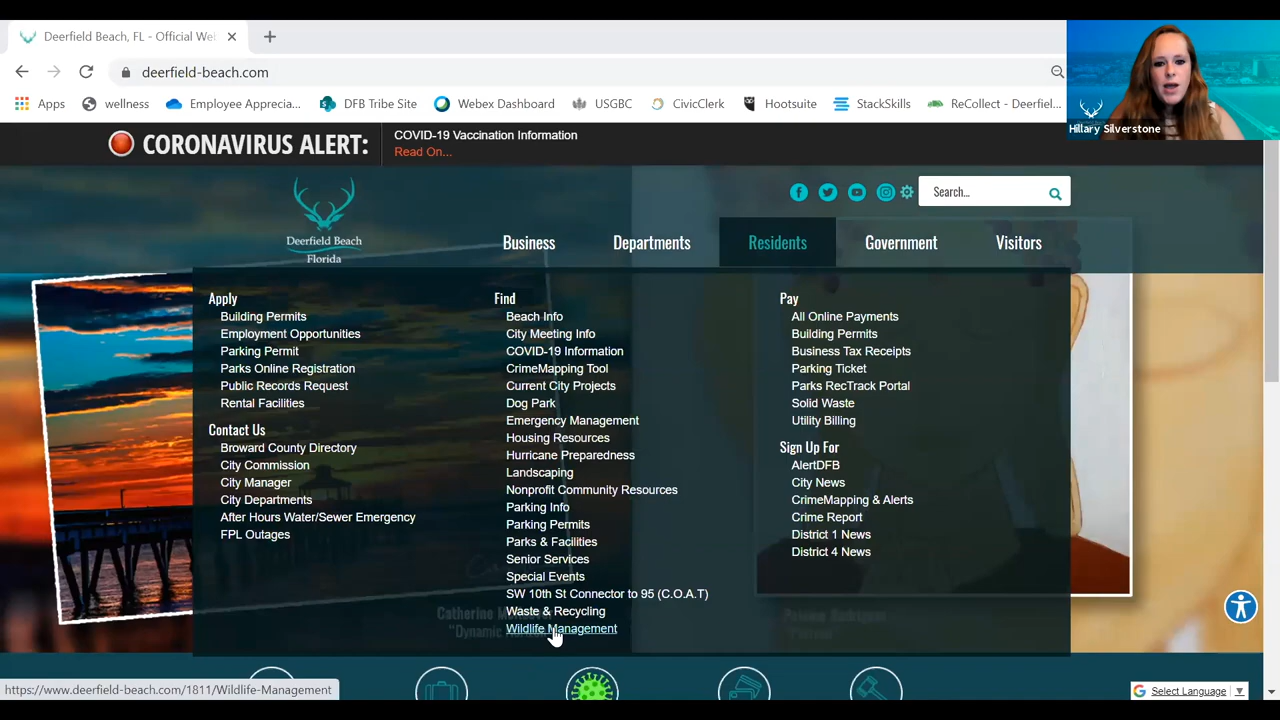 Deerfield Beach, FL - Official Web
deerfield-beach.com
Apps wellness Employee Apprecia... DFB Tribe Site Webex Dashboard USGBC CivicClerk Hootsuite StackSkills ReCollect - Deerfiel...
Hillary Silverstone
CORONAVIRUS ALERT:
COVID-19 Vaccination Information
Read On...
Deerfield Beach
Florida
Search...
Business Departments Residents Government Visitors
Apply
Building Permits
Employment Opportunities
Parking Permit
Parks Online Registration
Public Records Request
Rental Facilities
Contact Us
Broward County Directory
City Commission
City Manager
City Departments
After Hours Water/Sewer Emergency
FPL Outages
Find
Beach Info
City Meeting Info
COVID-19 Information
CrimeMapping Tool
Current City Projects
Dog Park
Emergency Management
Housing Resources
Hurricane Preparedness
Landscaping
Nonprofit Community Resources
Parking Info
Parking Permits
Parks & Facilities
Senior Services
Special Events
SW 10th St Connector to 95 (C.O.A.T)
Waste & Recycling
Wildlife Management
Pay
All Online Payments
Building Permits
Business Tax Receipts
Parking Ticket
Parks RecTrack Portal
Solid Waste
Utility Billing
Sign Up For
AlertDFB
City News
CrimeMapping & Alerts
Crime Report
District 1 News
District 4 News
Catherine
"Dynamic
https://www.deerfield-beach.com/1811/Wildlife-Management
Select Language